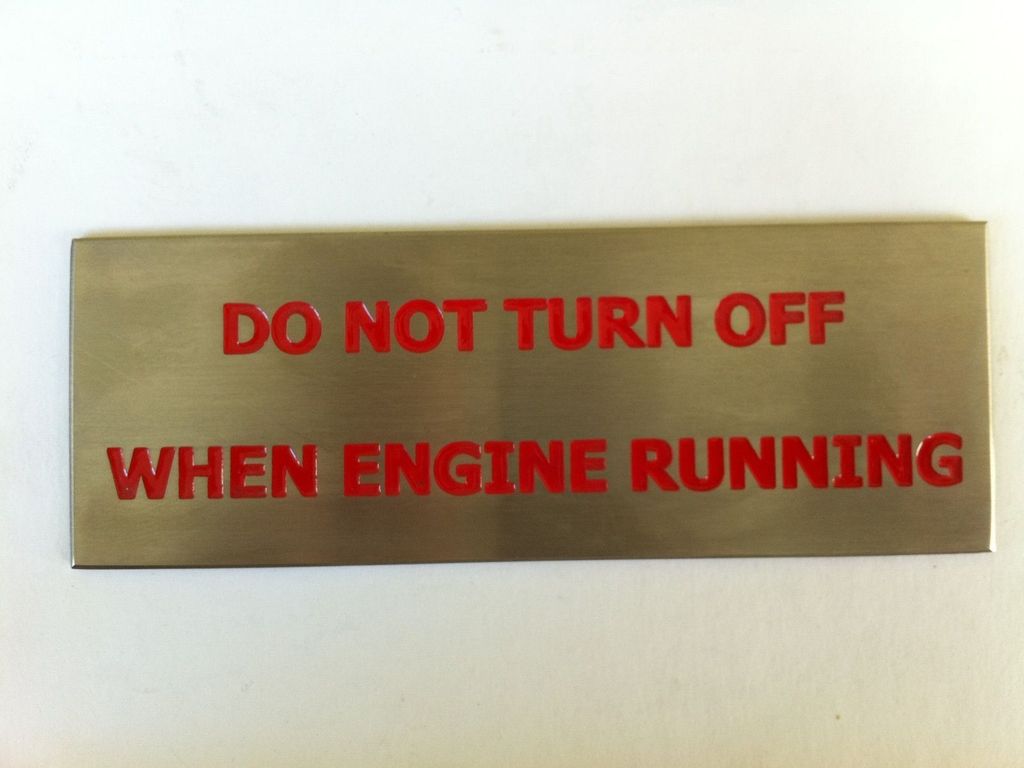 DO NOT TURN OFF
WHEN ENGINE RUNNING